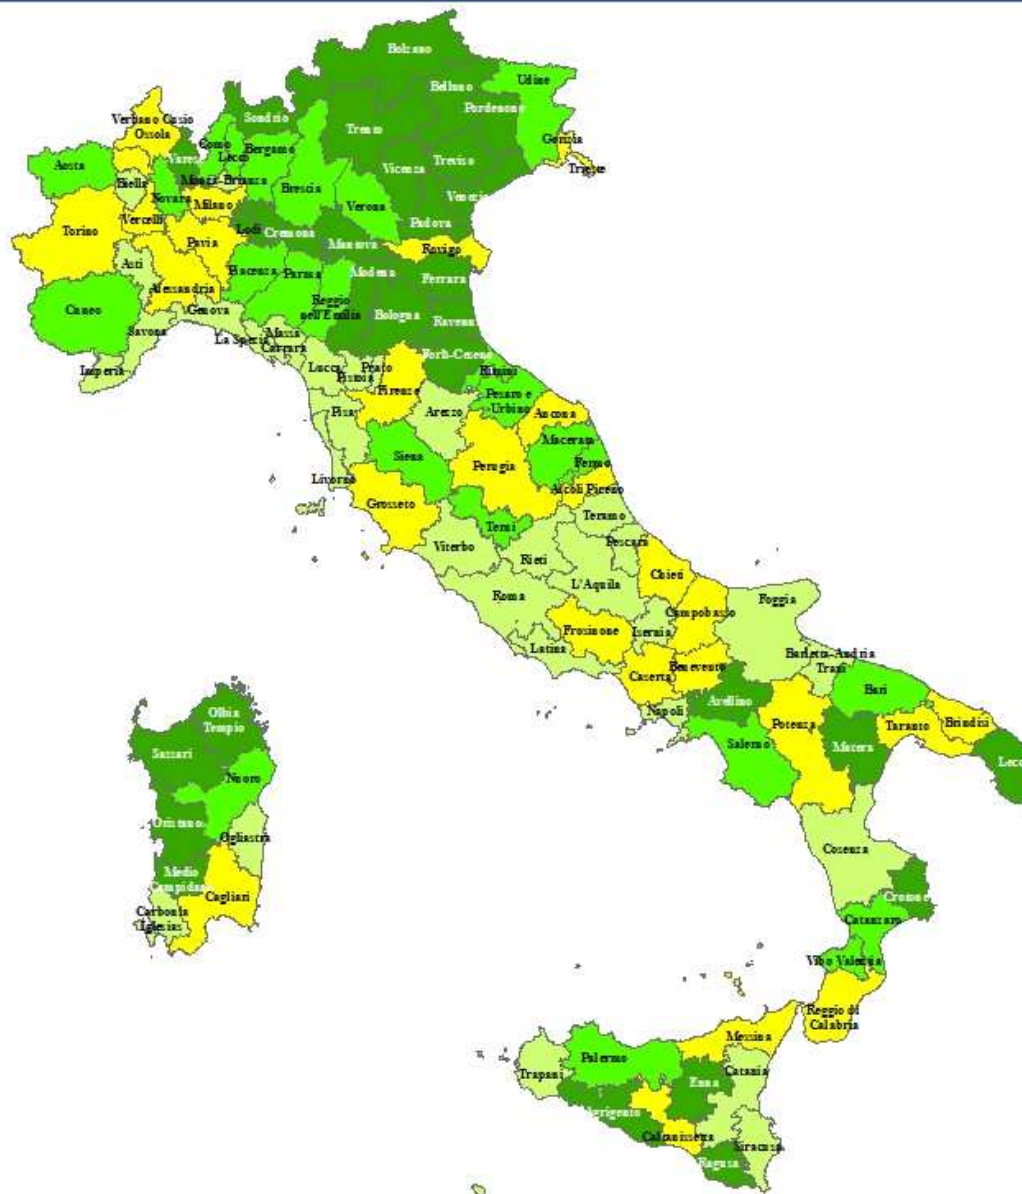 Bolzano
Belluno
Udine
Pordenone
Sondrio
Trento
Verbano Cusio
Ossola
Como
Lecco
Bergamo
Gorizia
Trieste
Aosta
Varese
Vicenza
Treviso
Biella
Monza-Brianza
Brescia
Venezia
Novara
Milano
Verona
Vercelli
Padova
Torino
Lodi
Cremona
Mantova
Pavia
Rovigo
Asti
Piacenza
Parma
Modena
Ferrara
Alessandria
Reggio
nell'Emilia
Cuneo
Genova
Bologna
Ravenna
Savona
La Spezia
Massa
Carrara
Forlì-Cesena
Imperia
Lucca
Prato
Pistoia
Rimini
Firenze
Pesaro e
Urbino
Pisa
Arezzo
Ancona
Macerata
Siena
Fermo
Perugia
Livorno
Ascoli Piceno
Grosseto
Teramo
Terni
Viterbo
Pescara
Rieti
Chieti
L'Aquila
Roma
Campobasso
Foggia
Frosinone
Isernia
Latina
Barletta-Andria
Trani
Benevento
Caserta
Bari
Avellino
Napoli
Olbia
Tempio
Potenza
Taranto
Brindisi
Salerno
Matera
Sassari
Nuoro
Oristano
Ogliastra
Cosenza
Medio
Campidano
Cagliari
Crotone
Carbonia
Iglesias
Catanzaro
Vibo Valentia
Reggio di
Calabria
Messina
Palermo
Trapani
Catania
Enna
Agrigento
Caltanissetta
Siracusa
Ragusa